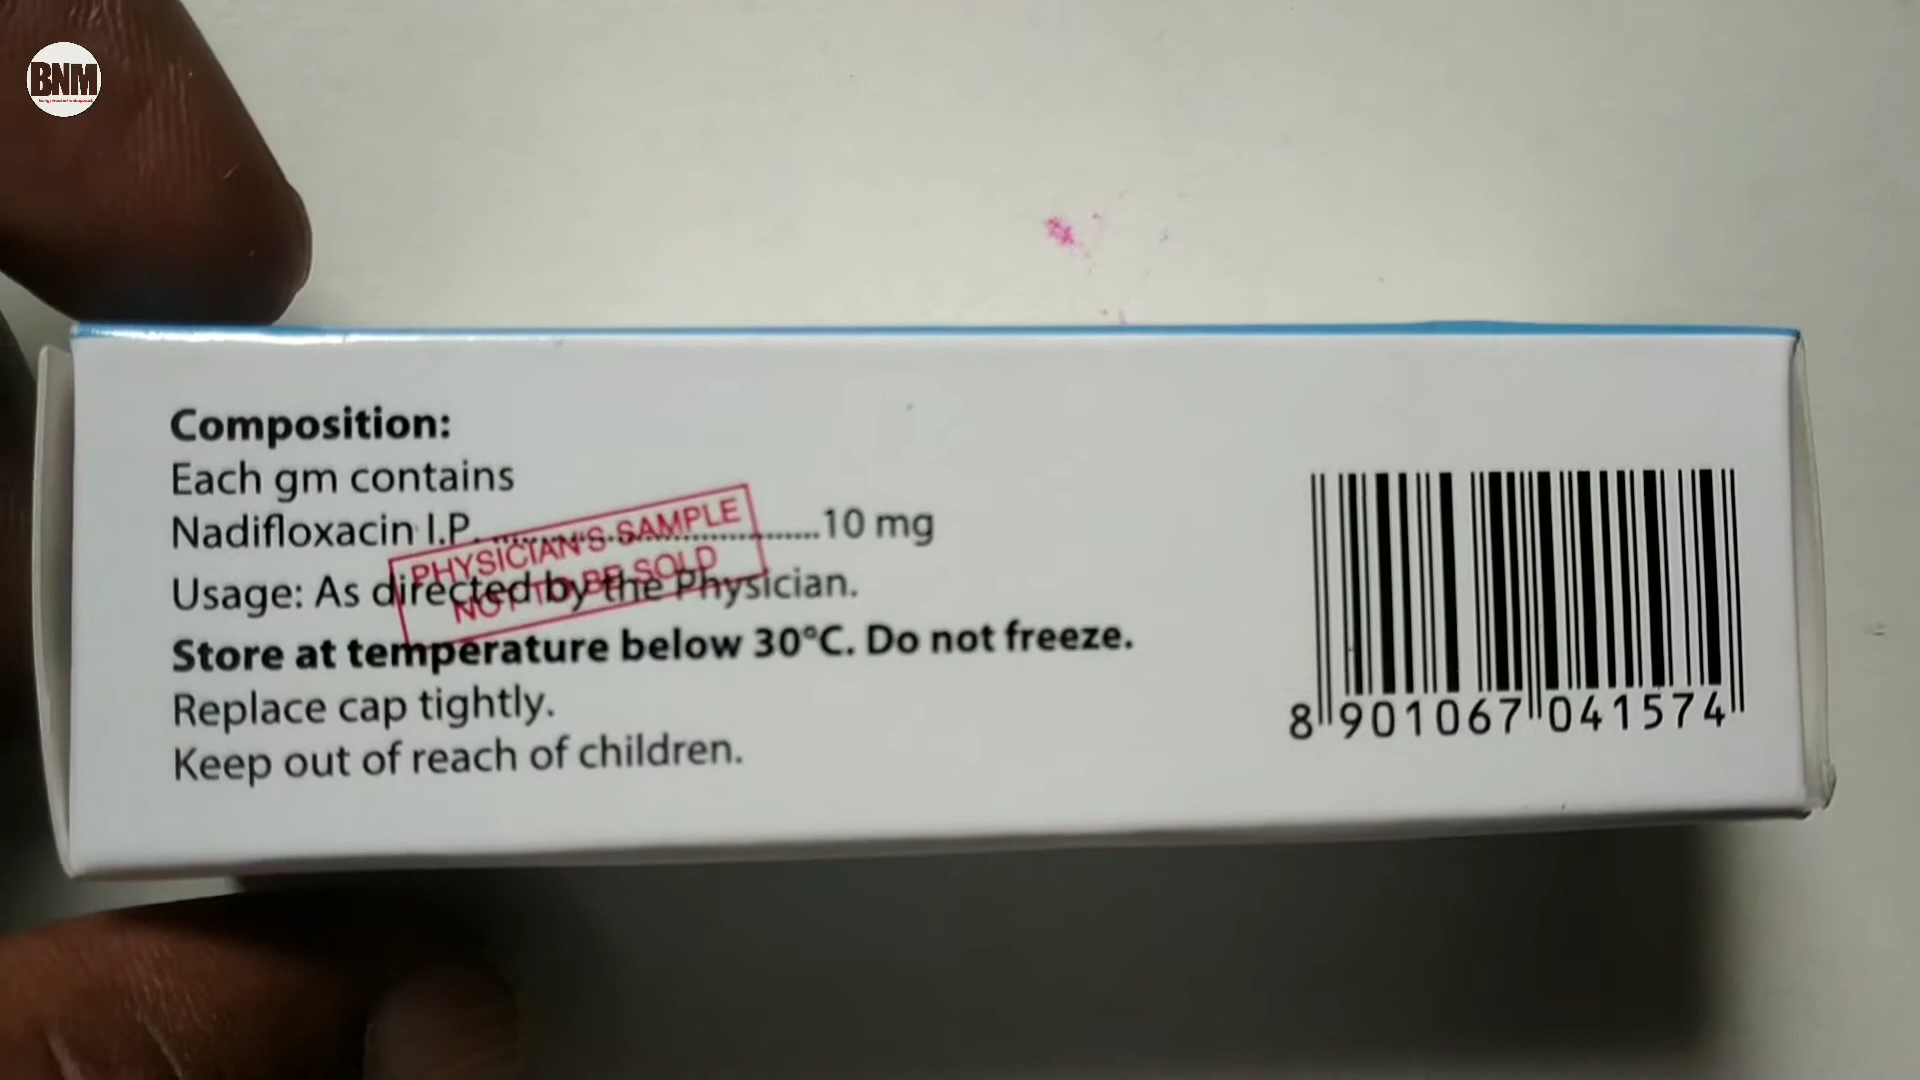 BNM
Composition:
Each gm contains
Nadifloxacin I.P. ........................................10 mg
PHYSICIAN'S SAMPLE
NOT TO BE SOLD
Usage: As directed by the Physician.
Store at temperature below 30°C. Do not freeze.
Replace cap tightly.
Keep out of reach of children.
8 901067 041574